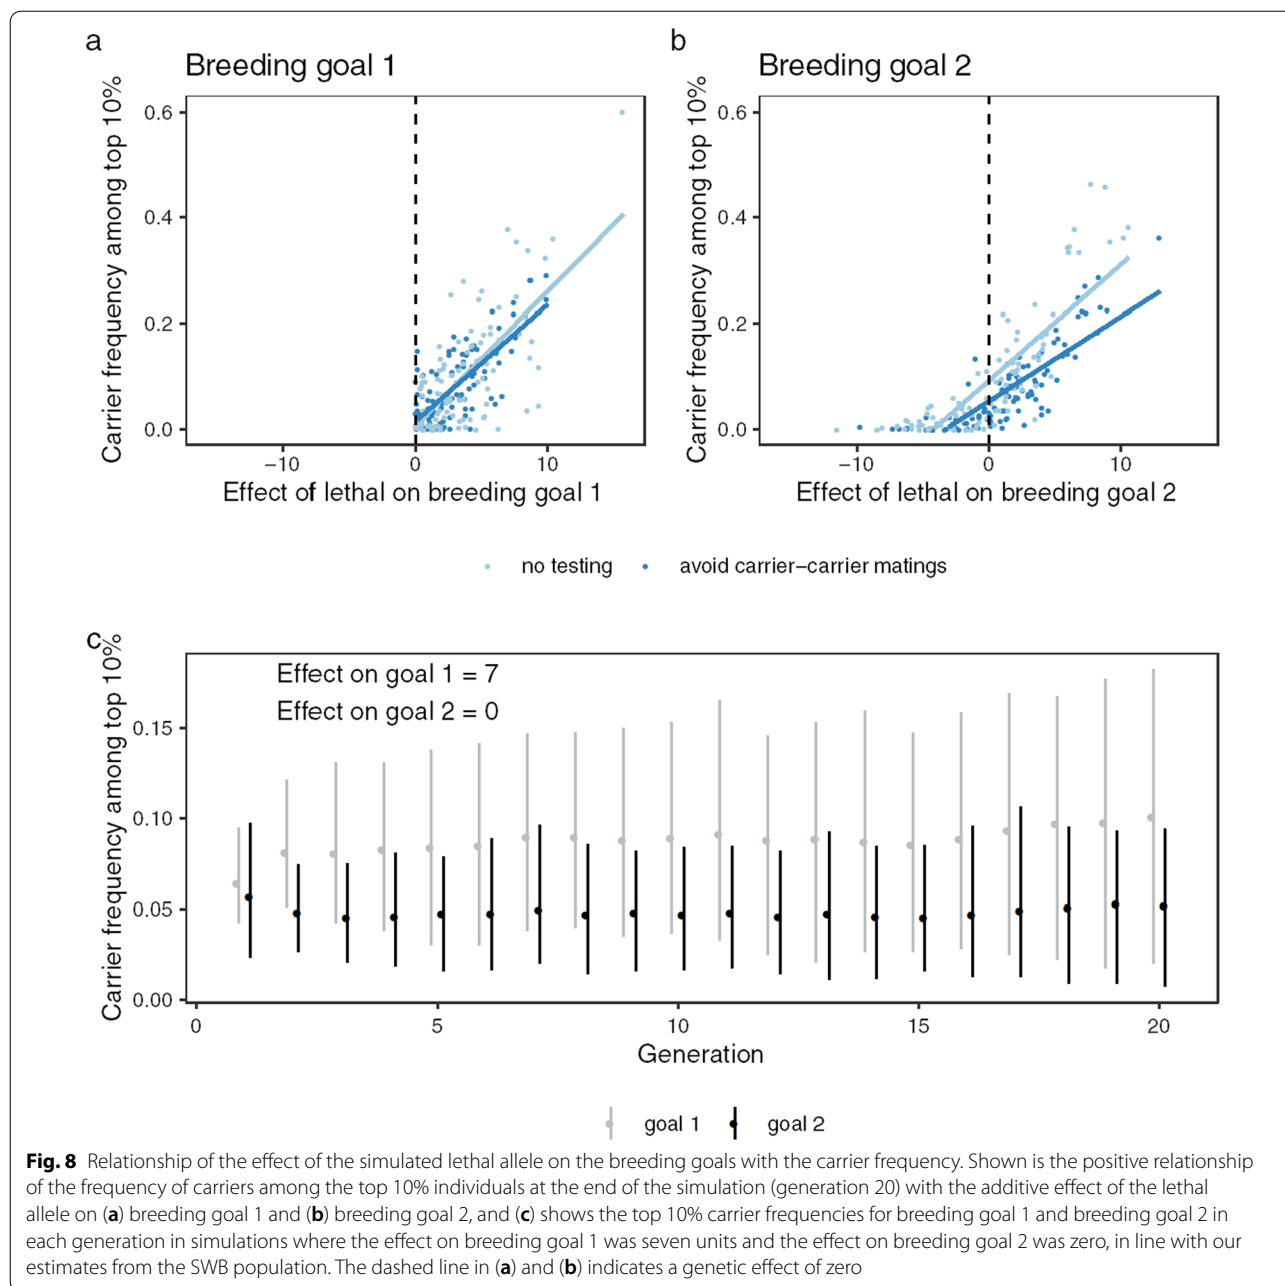 a
Breeding goal 1
Carrier frequency among top 10%
0.6
0.4
0.2
0.0
−10
0
10
Effect of lethal on breeding goal 1
b
Breeding goal 2
Carrier frequency among top 10%
0.6
0.4
0.2
0.0
−10
0
10
Effect of lethal on breeding goal 2
no testing
avoid carrier−carrier matings
c
Carrier frequency among top 10%
Effect on goal 1 = 7
Effect on goal 2 = 0
0.15
0.10
0.05
0.00
0
5
10
15
20
Generation
goal 1
goal 2
Fig. 8 Relationship of the effect of the simulated lethal allele on the breeding goals with the carrier frequency. Shown is the positive relationship
of the frequency of carriers among the top 10% individuals at the end of the simulation (generation 20) with the additive effect of the lethal
allele on (a) breeding goal 1 and (b) breeding goal 2, and (c) shows the top 10% carrier frequencies for breeding goal 1 and breeding goal 2 in
each generation in simulations where the effect on breeding goal 1 was seven units and the effect on breeding goal 2 was zero, in line with our
estimates from the SWB population. The dashed line in (a) and (b) indicates a genetic effect of zero